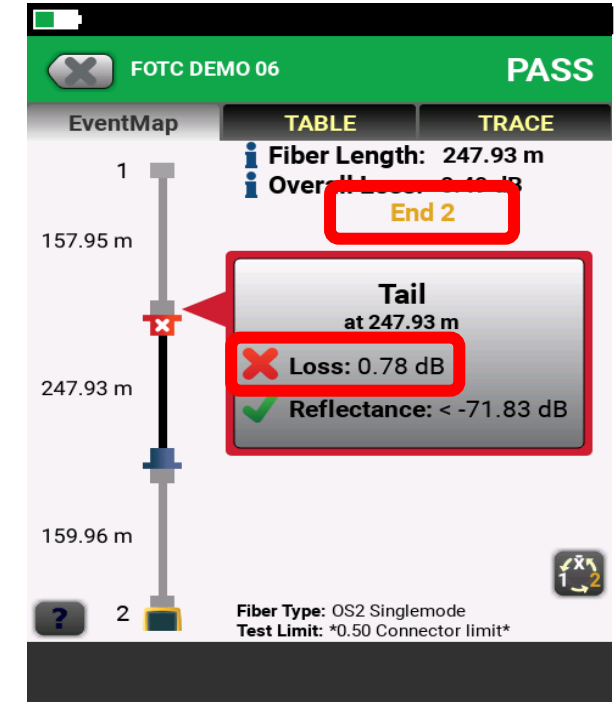 FOTC DEMO 06
PASS
EventMap
TABLE
TRACE
Fiber Length: 247.93 m
Overall
End 2
1
157.95 m
Tail
at 247.93 m
Loss: 0.78 dB
Reflectance: < -71.83 dB
247.93 m
159.96 m
2
?
1 x̄ 2
Fiber Type: OS2 Singlemode
Test Limit: *0.50 Connector limit*